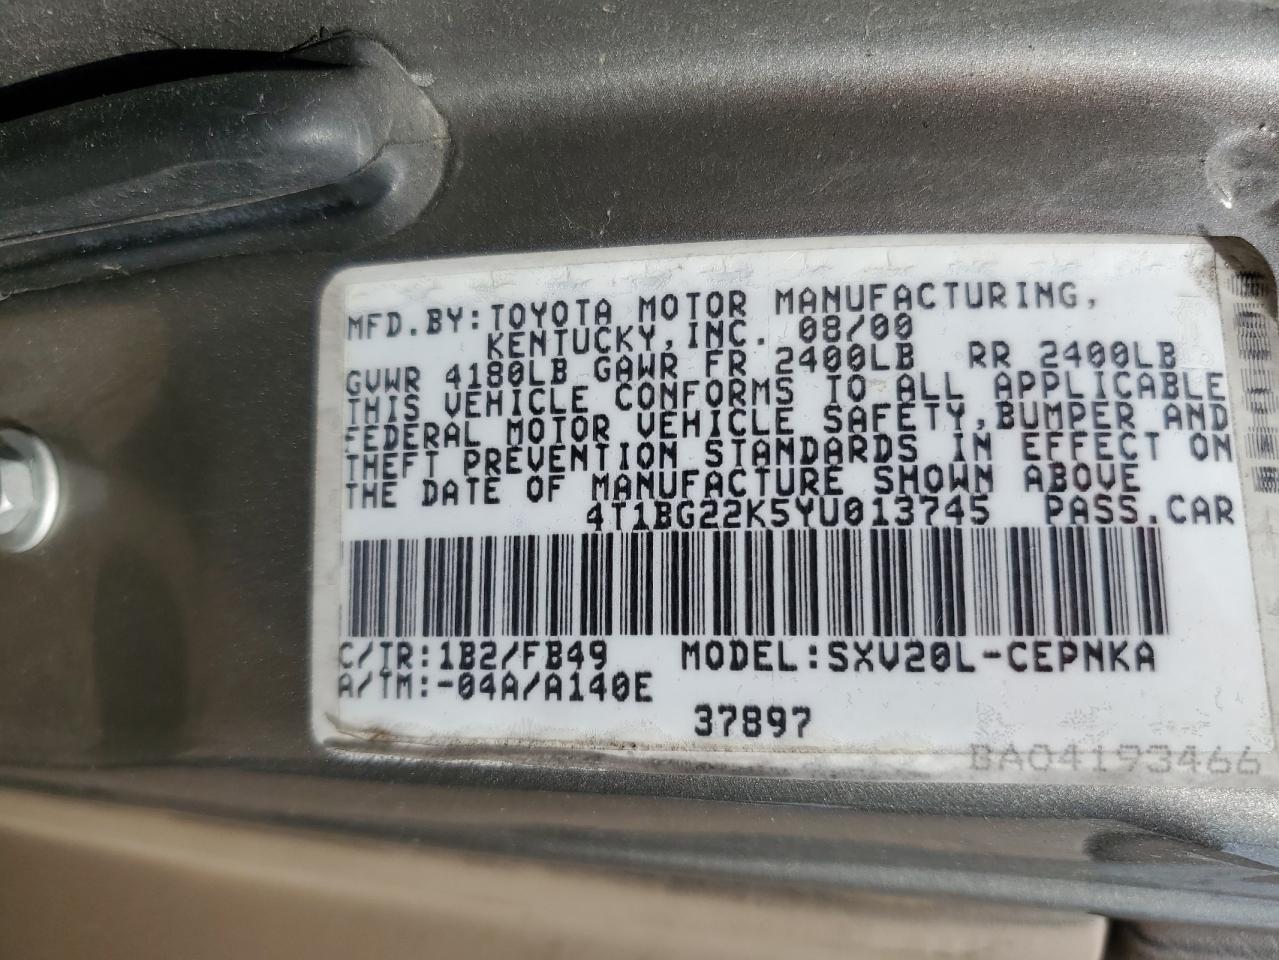 MFD.BY:TOYOTA MOTOR MANUFACTURING,
KENTUCKY,INC. 08/00
GVWR 4180LB GAWR FR 2400LB RR 2400LB
THIS VEHICLE CONFORMS TO ALL APPLICABLE
FEDERAL MOTOR VEHICLE SAFETY,BUMPER AND
THEFT PREVENTION STANDARDS IN EFFECT ON
THE DATE OF MANUFACTURE SHOWN ABOVE
4T1BG22K5YU013745 PASS.CAR
C/TR:1B2/FB49 MODEL:SXV20L-CEPNKA
A/TM:-04A/A140E
37897
BA04193466